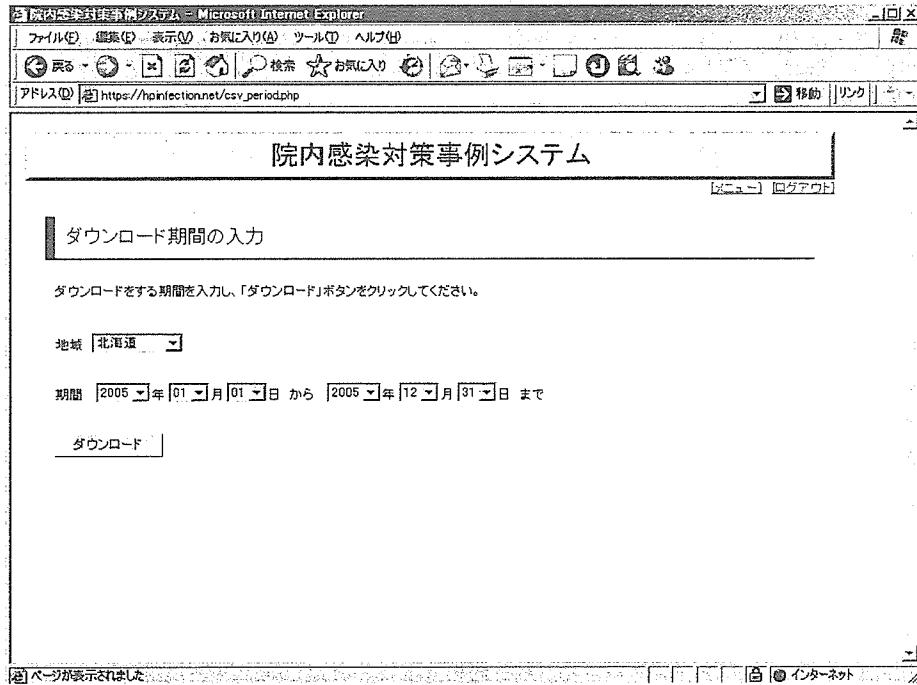 院内感染対策事例システム - Microsoft Internet Explorer
ファイル(F) 編集(E) 表示(V) お気に入り(A) ツール(T) ヘルプ(H)
戻る 検索 お気に入り
アドレス(D) https://hpinfection.net/csv_period.php 移動 リンク
院内感染対策事例システム
[メニュー] [ログアウト]
ダウンロード期間の入力
ダウンロードをする期間を入力し、「ダウンロード」ボタンをクリックしてください。
地域 北海道
期間 2005 年 01 月 01 日 から 2005 年 12 月 31 日 まで
ダウンロード
ページが表示されました インターネット